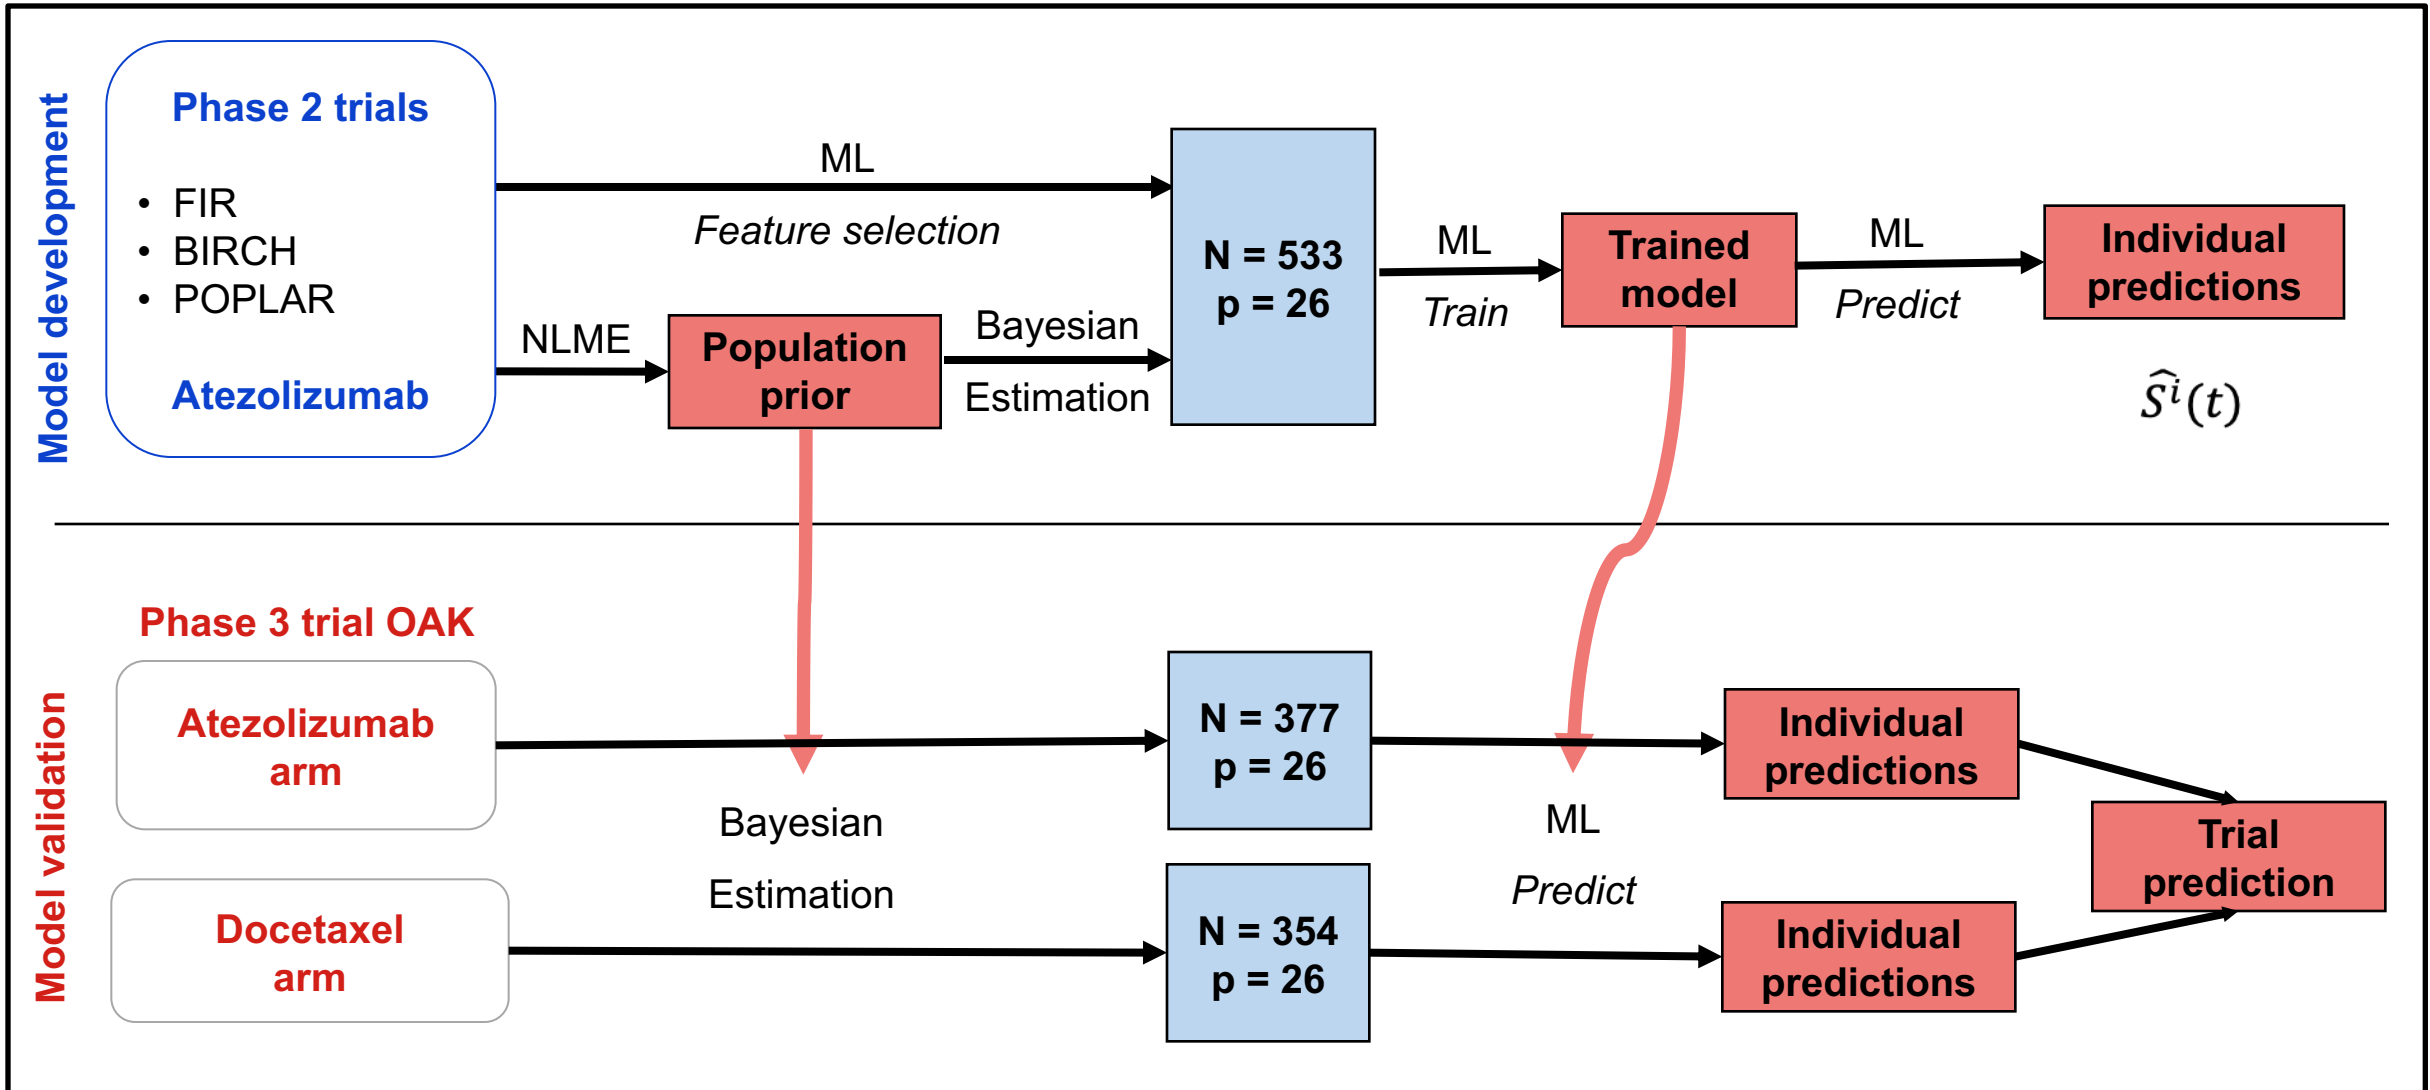 Model development
Phase 2 trials
• FIR
• BIRCH
• POPLAR
Atezolizumab
ML
Feature selection
NLME
Population
prior
Bayesian
Estimation
N = 533
p = 26
ML
Train
Trained
model
ML
Predict
Individual
predictions
Ŝⁱ(t)
Model validation
Phase 3 trial OAK
Atezolizumab
arm
Docetaxel
arm
Bayesian
Estimation
N = 377
p = 26
N = 354
p = 26
ML
Predict
Individual
predictions
Individual
predictions
Trial
prediction